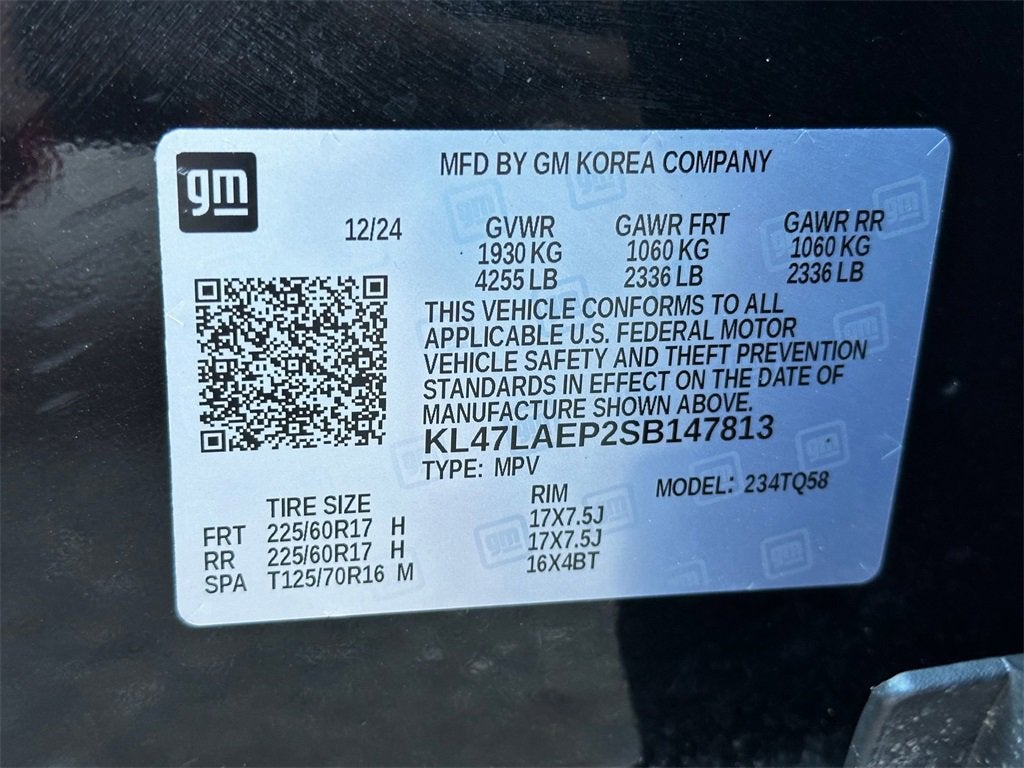 gm
MFD BY GM KOREA COMPANY
12/24 GVWR GAWR FRT GAWR RR
1930 KG 1060 KG 1060 KG
4255 LB 2336 LB 2336 LB
THIS VEHICLE CONFORMS TO ALL
APPLICABLE U.S. FEDERAL MOTOR
VEHICLE SAFETY AND THEFT PREVENTION
STANDARDS IN EFFECT ON THE DATE OF
MANUFACTURE SHOWN ABOVE.
KL47LAEP2SB147813
TYPE: MPV MODEL: 234TQ58
TIRE SIZE RIM
FRT 225/60R17 H 17X7.5J
RR 225/60R17 H 17X7.5J
SPA T125/70R16 M 16X4BT